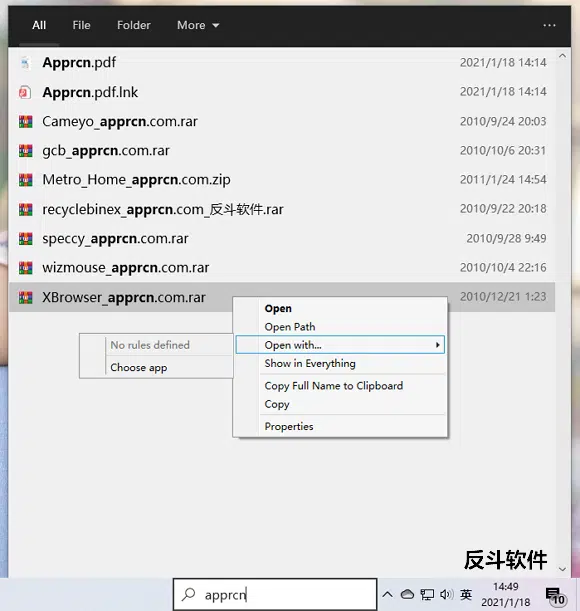 All File Folder More ...
Apprcn.pdf 2021/1/18 14:14
Apprcn.pdf.lnk 2021/1/18 14:14
Cameyo_apprcn.com.rar 2010/9/24 20:03
gcb_apprcn.com.rar 2010/10/6 20:31
Metro_Home_apprcn.com.zip 2011/1/24 14:54
recyclebinex_apprcn.com_反斗软件.rar 2010/9/22 20:18
speccy_apprcn.com.rar 2010/9/28 9:49
wizmouse_apprcn.com.rar 2010/10/4 22:16
XBrowser_apprcn.com.rar 2010/12/21 1:23
Open
Open Path
Open with...
Show in Everything
Copy Full Name to Clipboard
Copy
Properties
No rules defined
Choose app
反斗软件
apprcn
英
14:49
2021/1/18
10